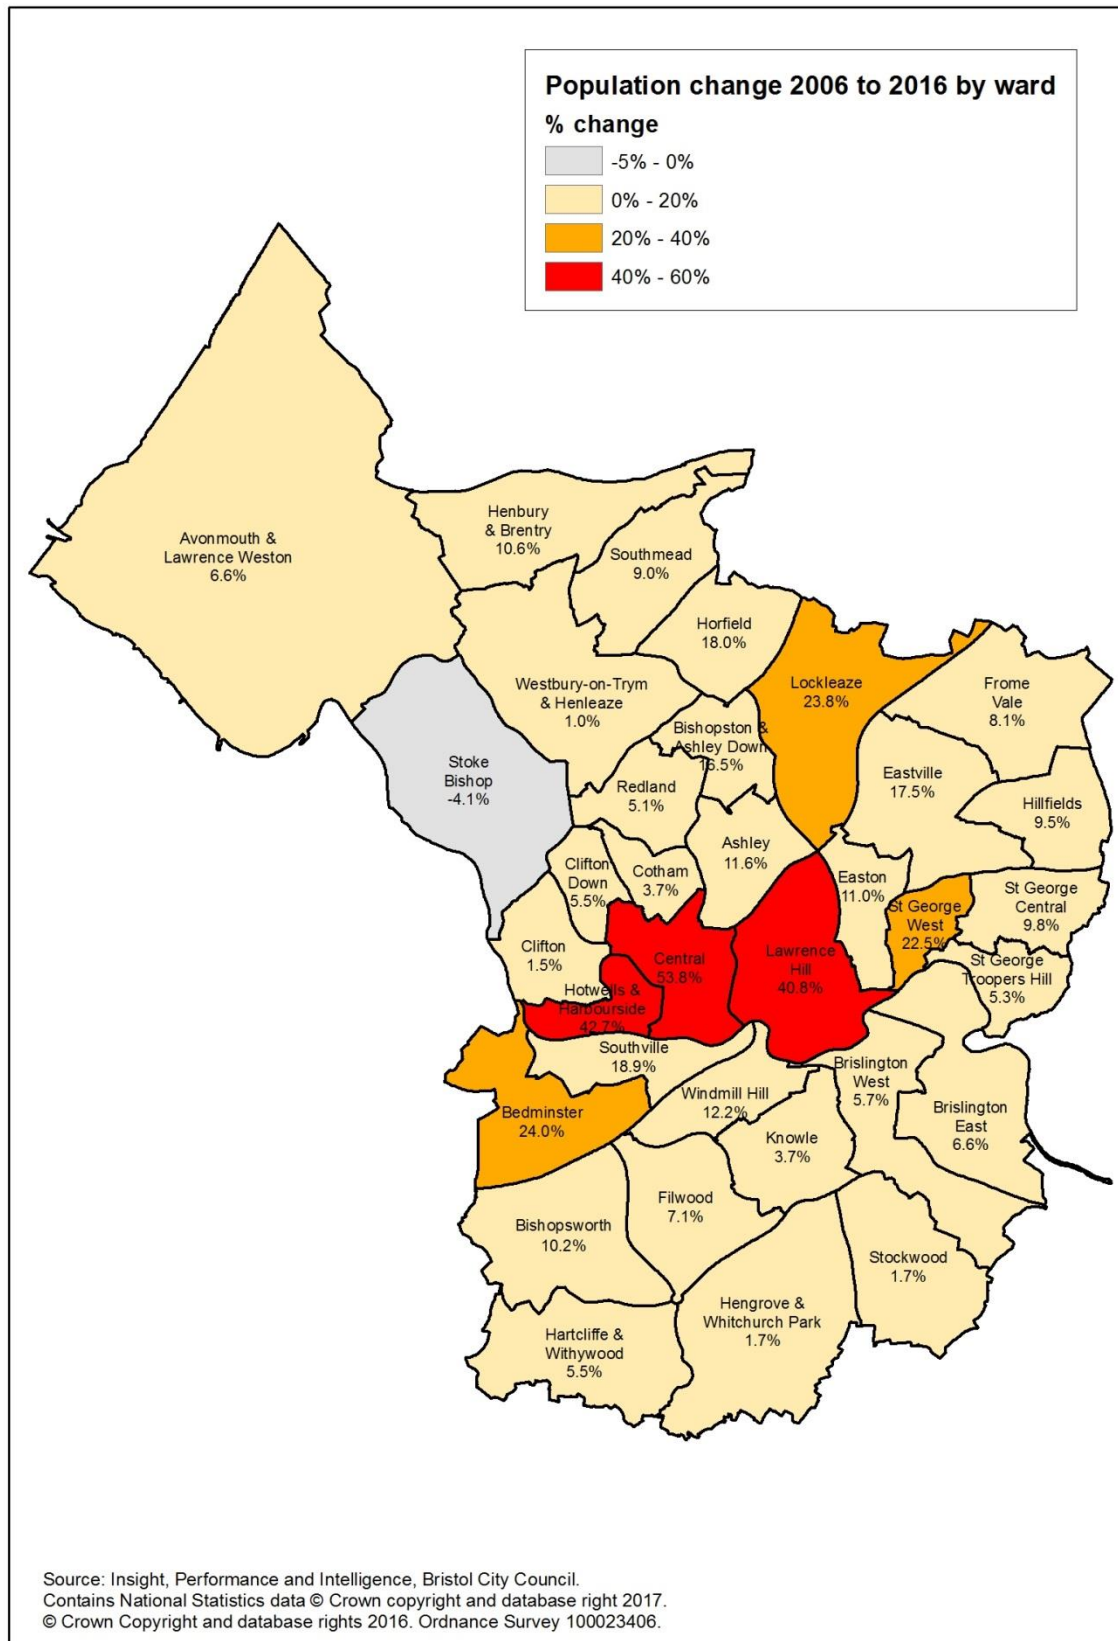 Population change 2006 to 2016 by ward
% change
-5% - 0%
0% - 20%
20% - 40%
40% - 60%
Avonmouth &
Lawrence Weston
6.6%
Henbury
& Brentry
10.6%
Southmead
9.0%
Horfield
18.0%
Lockleaze
23.8%
Frome
Vale
8.1%
Westbury-on-Trym
& Henleaze
1.0%
Bishopston &
Ashley Down
16.5%
Stoke
Bishop
-4.1%
Redland
5.1%
Eastville
17.5%
Hillfields
9.5%
Ashley
11.6%
Clifton
Down
5.5%
Cotham
3.7%
Easton
11.0%
St George
West
22.5%
St George
Central
9.8%
Clifton
1.5%
Central
53.8%
Lawrence
Hill
40.8%
St George
Troopers Hill
5.3%
Hotwells &
Harbourside
42.7%
Southville
18.9%
Brislington
West
5.7%
Windmill Hill
12.2%
Bedminster
24.0%
Brislington
East
6.6%
Knowle
3.7%
Filwood
7.1%
Bishopsworth
10.2%
Stockwood
1.7%
Hengrove &
Whitchurch Park
1.7%
Hartcliffe &
Withywood
5.5%
Source: Insight, Performance and Intelligence, Bristol City Council.
Contains National Statistics data © Crown copyright and database right 2017.
© Crown Copyright and database rights 2016. Ordnance Survey 100023406.